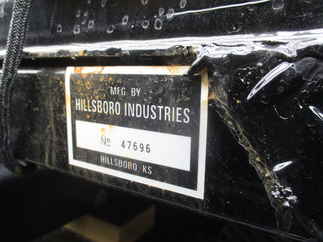 MFG BY
HILLSBORO INDUSTRIES
No 47696
HILLSBORO KS